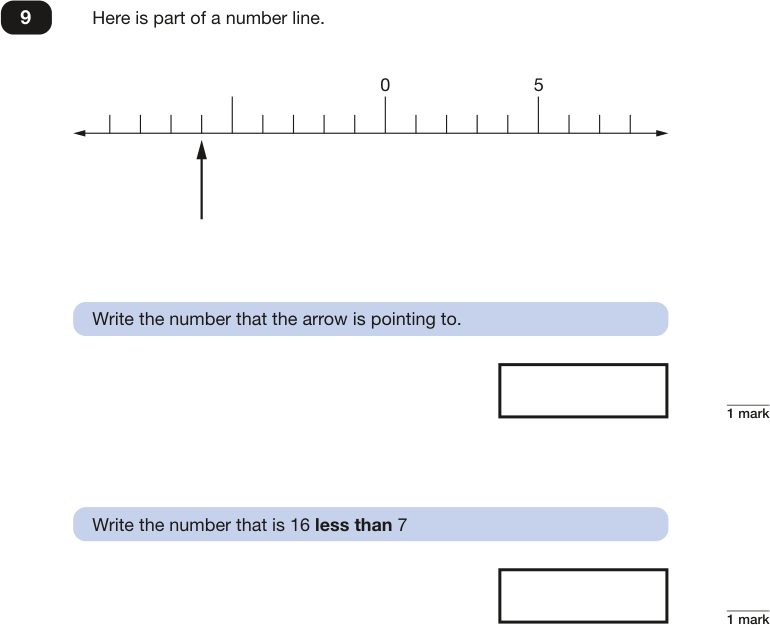 9 Here is part of a number line.
0 5
Write the number that the arrow is pointing to.
1 mark
Write the number that is 16 less than 7
1 mark